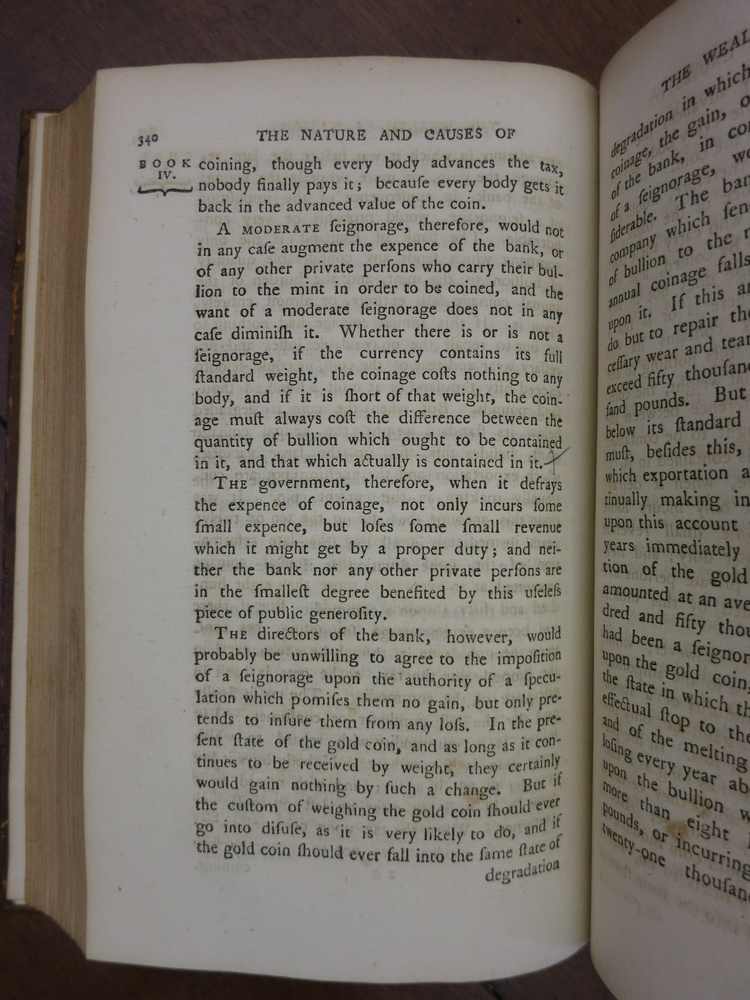 340 THE NATURE AND CAUSES OF
BOOK
IV.
coining, though every body advances the tax,
nobody finally pays it; becauſe every body gets it
back in the advanced value of the coin.
A MODERATE ſeignorage, therefore, would not
in any caſe augment the expence of the bank, or
of any other private perſons who carry their bul-
lion to the mint in order to be coined, and the
want of a moderate ſeignorage does not in any
caſe diminiſh it. Whether there is or is not a
ſeignorage, if the currency contains its full
ſtandard weight, the coinage coſts nothing to any
body, and if it is ſhort of that weight, the coin-
age muſt always coſt the difference between the
quantity of bullion which ought to be contained
in it, and that which actually is contained in it.
THE government, therefore, when it defrays
the expence of coinage, not only incurs ſome
ſmall expence, but loſes ſome ſmall revenue
which it might get by a proper duty; and nei-
ther the bank nor any other private perſons are
in the ſmalleſt degree benefited by this uſeleſs
piece of public generoſity.
THE directors of the bank, however, would
probably be unwilling to agree to the impoſition
of a ſeignorage upon the authority of a ſpecu-
lation which pomiſes them no gain, but only pre-
tends to inſure them from any loſs. In the pre-
ſent ſtate of the gold coin, and as long as it con-
tinues to be received by weight, they certainly
would gain nothing by ſuch a change. But if
the cuſtom of weighing the gold coin ſhould ever
go into diſuſe, as it is very likely to do, and if
the gold coin ſhould ever fall into the ſame ſtate of
degradation
THE WEAL
degradation in which
coinage, the gain, o
of the bank, in co
of a ſeignorage, wo
ſiderable. The ban
company which ſen
of bullion to the
annual coinage falls
upon it. If this a
do but to repair the
ceſſary wear and tear
exceed fifty thouſan
ſand pounds. But
below its ſtandard
muſt, beſides this,
which exportation a
tinually making in
upon this account
years immediately
tion of the gold
amounted at an ave
dred and fifty thou
had been a ſeignor
upon the gold coin,
the ſtate in which th
effectual ſtop to the
and of the melting
loſing every year ab
upon the bullion w
more than eight
pounds, or incurring
twenty-one thouſan